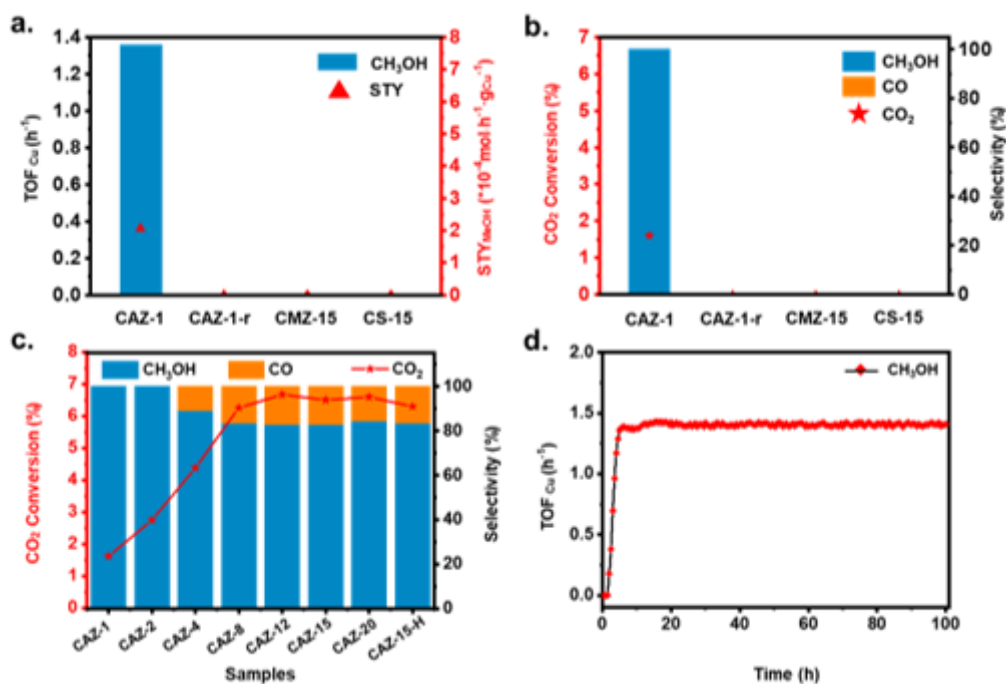 a.
CH₃OH
STY
TOF Cu (h⁻¹)
1.4
1.2
1.0
0.8
0.6
0.4
0.2
0.0
8
7
6
5
4
3
2
1
0
STY_MeOH (*10⁻⁴mol·h⁻¹·g_Cu⁻¹)
CAZ-1 CAZ-1-r CMZ-15 CS-15
b.
CH₃OH
CO
CO₂
CO₂ Conversion (%)
7
6
5
4
3
2
1
0
100
80
60
40
20
0
Selectivity (%)
CAZ-1 CAZ-1-r CMZ-15 CS-15
c.
CH₃OH CO CO₂
CO₂ Conversion (%)
8
7
6
5
4
3
2
1
0
100
80
60
40
20
0
Selectivity (%)
CAZ-1 CAZ-2 CAZ-4 CAZ-8 CAZ-12 CAZ-15 CAZ-20 CAZ-15-H
Samples
d.
CH₃OH
TOF Cu (h⁻¹)
2.0
1.5
1.0
0.5
0.0
0 20 40 60 80 100
Time (h)